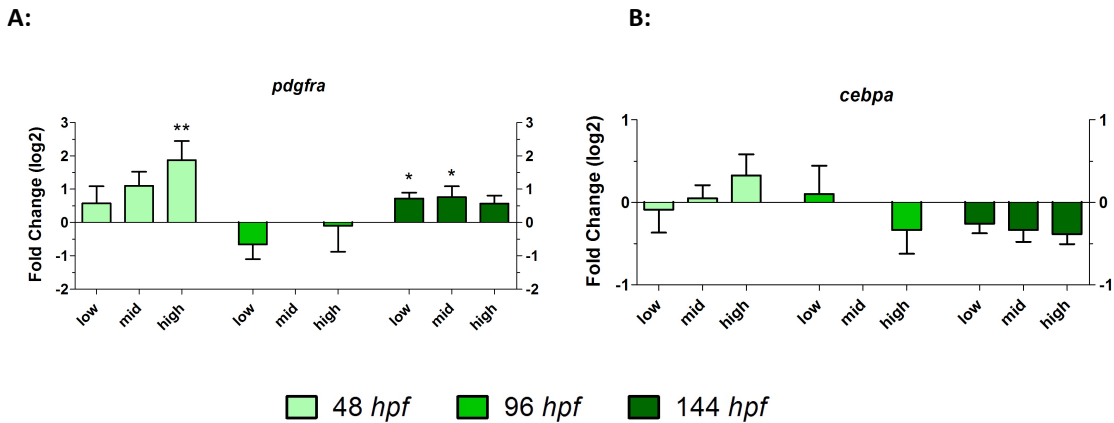 A:
B:
pdgfra
cebpa
Fold Change (log2)
3
2
1
0
-1
-2
**
*
*
3
2
1
0
-1
-2
low
mid
high
low
mid
high
low
mid
high
Fold Change (log2)
1
0
-1
1
0
-1
low
mid
high
low
mid
high
low
mid
high
48 hpf
96 hpf
144 hpf